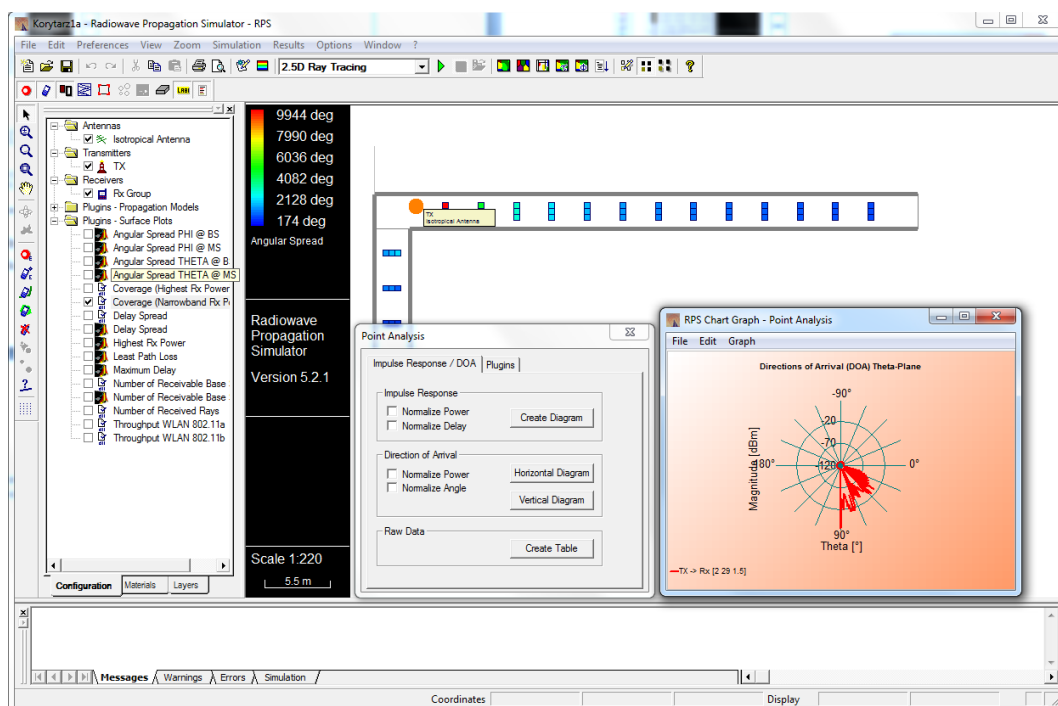 Korytarz1a - Radiowave Propagation Simulator - RPS
File Edit Preferences View Zoom Simulation Results Options Window ?
2.5D Ray Tracing
LABEL
Antennas
Isotropical Antenna
Transmitters
TX
Receivers
Rx Group
Plugins - Propagation Models
Plugins - Surface Plots
Angular Spread PHI @ BS
Angular Spread PHI @ MS
Angular Spread THETA @ B
Angular Spread THETA @ MS
Coverage (Highest Rx Power
Coverage (Narrowband Rx P
Delay Spread
Delay Spread
Highest Rx Power
Least Path Loss
Maximum Delay
Number of Receivable Base
Number of Receivable Base
Number of Received Rays
Throughput WLAN 802.11a
Throughput WLAN 802.11b
Configuration Materials Layers
9944 deg
7990 deg
6036 deg
4082 deg
2128 deg
174 deg
Angular Spread
Radiowave
Propagation
Simulator
Version 5.2.1
Scale 1:220
5.5 m
TX
Isotropical Antenna
Point Analysis
Impulse Response / DOA Plugins
Impulse Response
Normalize Power
Normalize Delay
Create Diagram
Direction of Arrival
Normalize Power
Normalize Angle
Horizontal Diagram
Vertical Diagram
Raw Data
Create Table
RPS Chart Graph - Point Analysis
File Edit Graph
Directions of Arrival (DOA) Theta-Plane
-90°
-20
-70
-120
180°
0°
90°
Magnitude [dBm]
Theta [°]
TX -> Rx [2 29 1.5]
Messages Warnings Errors Simulation
Coordinates Display